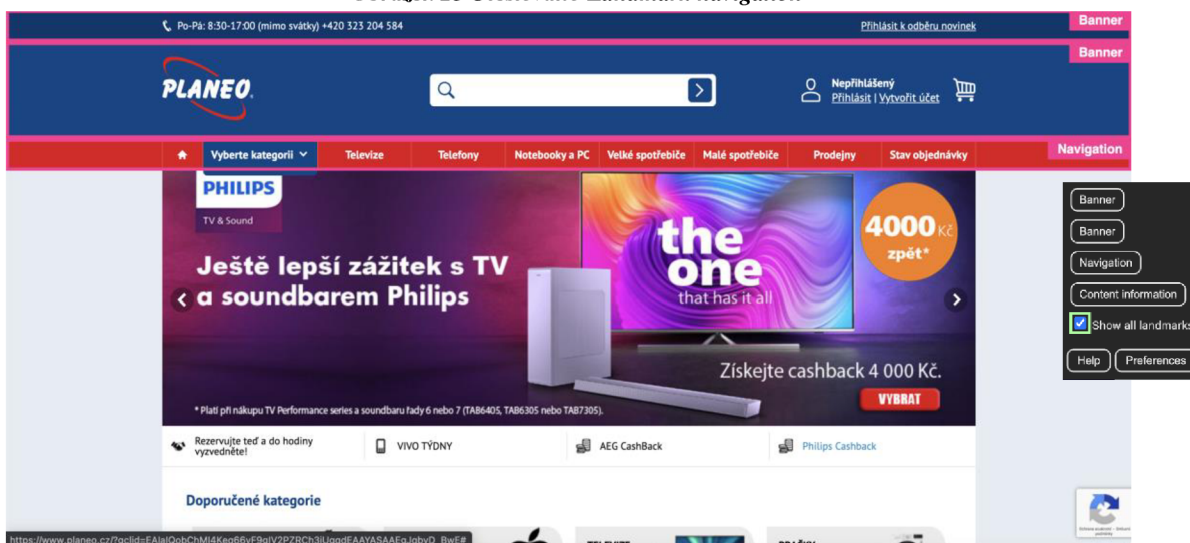 Po-Pá: 8:30-17:00 (mimo svátky) +420 323 204 584
Přihlásit k odběru novinek
Banner
Banner
PLANEO.
Nepřihlášený
Přihlásit | Vytvořit účet
Vyberte kategorii Televize Telefony Notebooky a PC Velké spotřebiče Malé spotřebiče Prodejny Stav objednávky
Navigation
PHILIPS
TV & Sound
Ještě lepší zážitek s TV
a soundbarem Philips
the
one
that has it all
4000 Kč
zpět*
Získejte cashback 4 000 Kč.
VYBRAT
* Platí při nákupu TV Performance series a soundbaru řady 6 nebo 7 (TAB6405, TAB6305 nebo TAB7305).
Banner
Banner
Navigation
Content information
Show all landmarks
Help
Preferences
Rezervujte teď a do hodiny
vyzvedněte!
VIVO TÝDNY
AEG CashBack
Philips Cashback
Doporučené kategorie